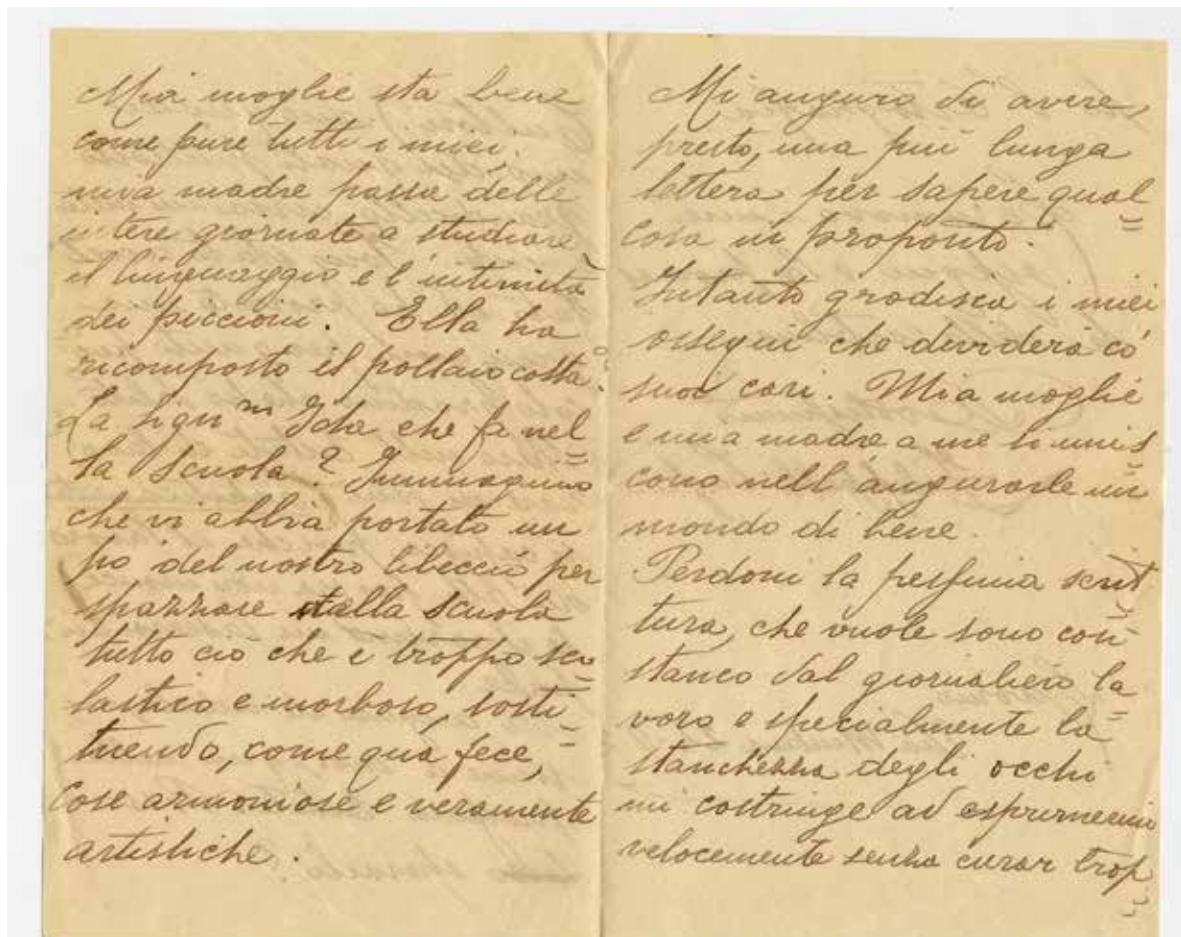 Mia moglie sta bene
come pure tutti i miei.
mia madre passa delle
intere giornate a studiare
il linguaggio e l'intimità
dei piccioni. Ella ha
ricomposto il pollaio costà.
La Ida che fa nel
la Scuola? Immagino
che vi abbia portato un
po' del nostro libeccio per
spazzare dalla scuola
tutto ciò che è troppo sco
lastico e morboso, sosti
tuendo, come qua fece,
cose armoniose e veramente
artistiche.
Mi auguro di avere,
presto, una più lunga
lettera per sapere qual
cosa in proposito.
Intanto gradisca i miei
ossequi che dividerà co'
suoi cari. Mia moglie
e mia madre a me si unis
cono nell'augurarle un
mondo di bene.
Perdoni la pessima scrit
tura, che vuole sono così
stanco dal giornaliero la
voro e specialmente la
stanchezza degli occhi
mi costringe ad esprimermi
velocemente senza curar trop